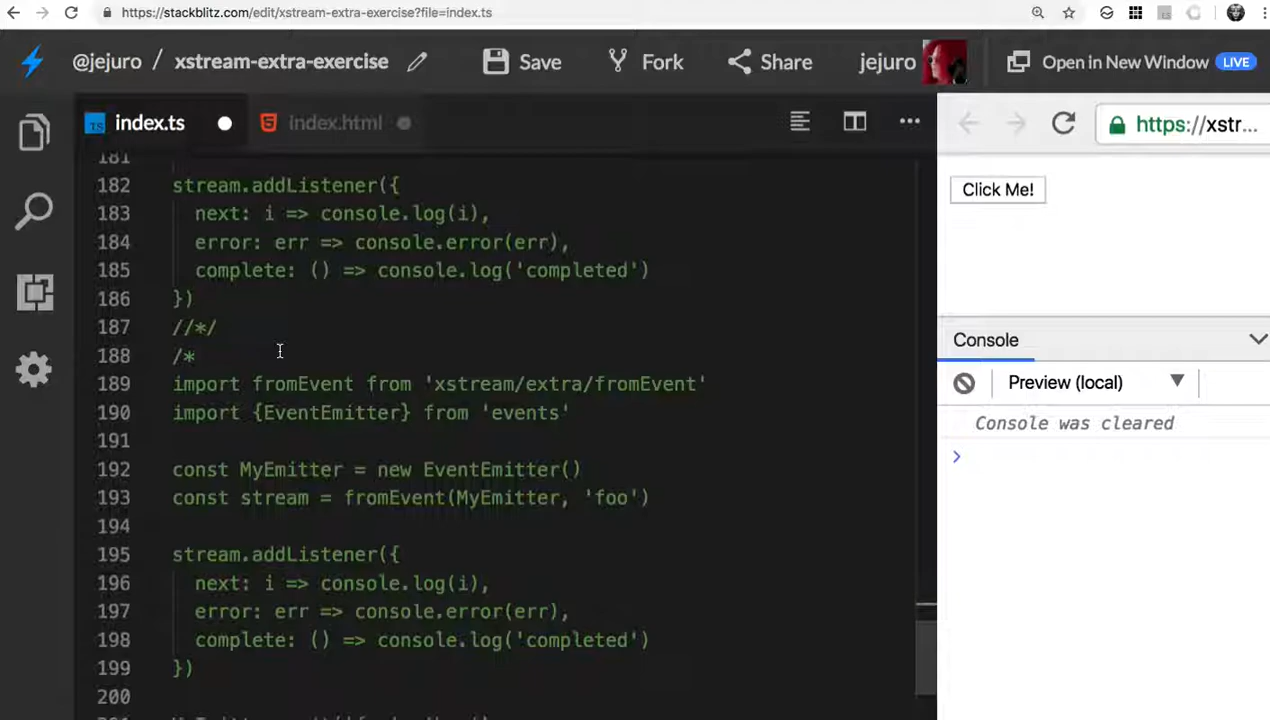 https://stackblitz.com/edit/xstream-extra-exercise?file=index.ts
@jejuro / xstream-extra-exercise Save Fork Share jejuro Open in New Window LIVE
TS index.ts index.html https://xstr...
181
182 stream.addListener({
183 next: i => console.log(i),
184 error: err => console.error(err),
185 complete: () => console.log('completed')
186 })
187 //*/
188 /*
189 import fromEvent from 'xstream/extra/fromEvent'
190 import {EventEmitter} from 'events'
191
192 const MyEmitter = new EventEmitter()
193 const stream = fromEvent(MyEmitter, 'foo')
194
195 stream.addListener({
196 next: i => console.log(i),
197 error: err => console.error(err),
198 complete: () => console.log('completed')
199 })
200
Click Me!
Console
Preview (local)
Console was cleared
>